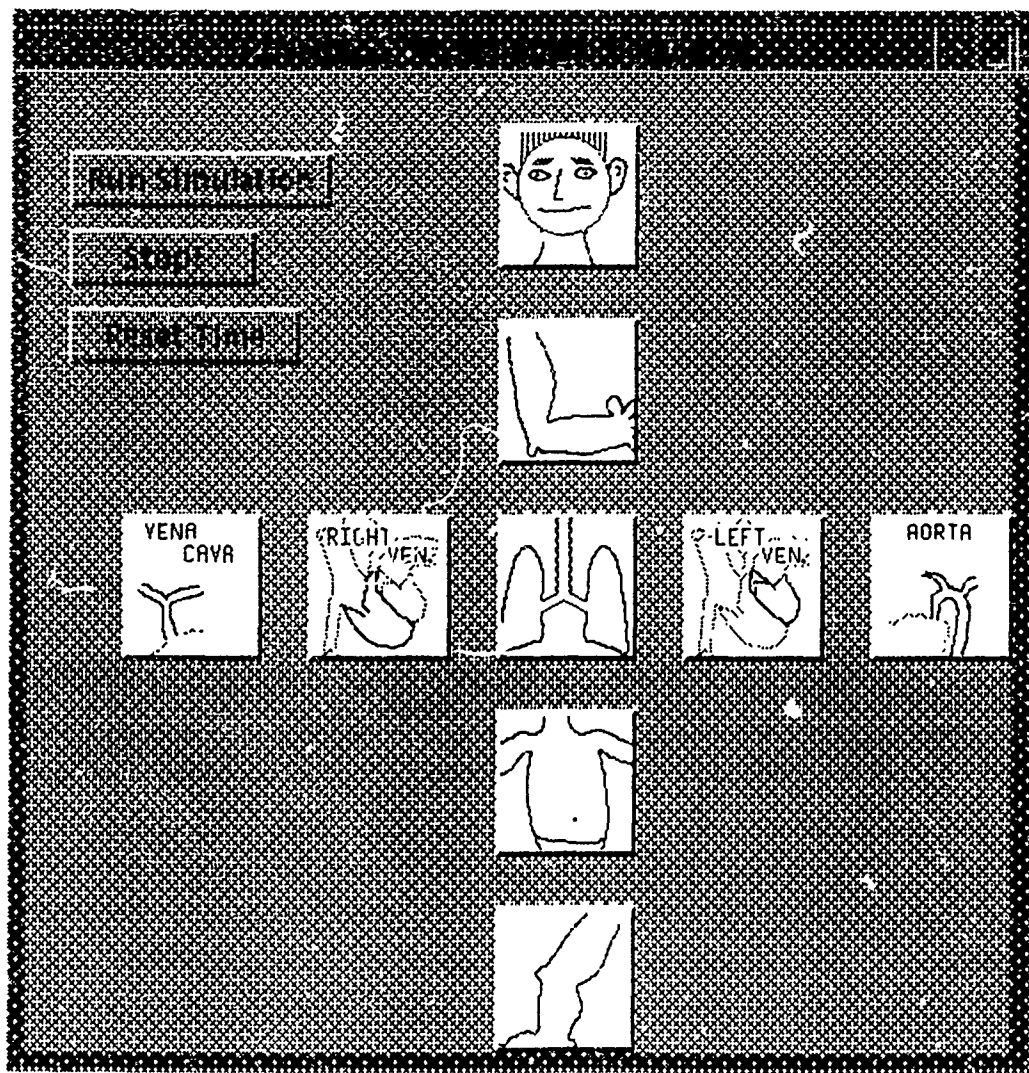 Run Simulation
Stop!
Reset Time
VENA
CAVA
RIGHT
VEN.
LEFT
VEN.
AORTA